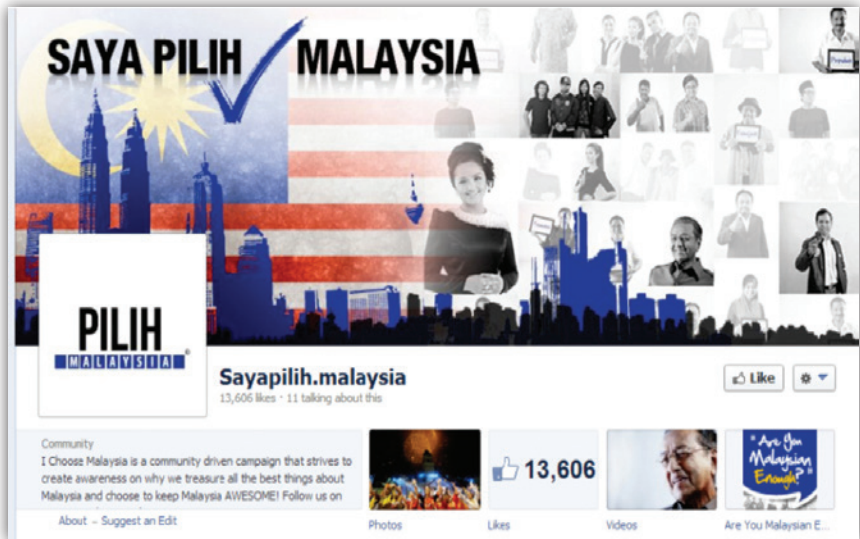 SAYA PILIH MALAYSIA
PILIH
MALAYSIA®
Sayapilih.malaysia
13,606 likes · 11 talking about this
Like
Community
I Choose Malaysia is a community driven campaign that strives to
create awareness on why we treasure all the best things about
Malaysia and choose to keep Malaysia AWESOME! Follow us on
About - Suggest an Edit
Photos
13,606
Likes
Videos
"Are You
Malaysian
Enough?"
Are You Malaysian E...